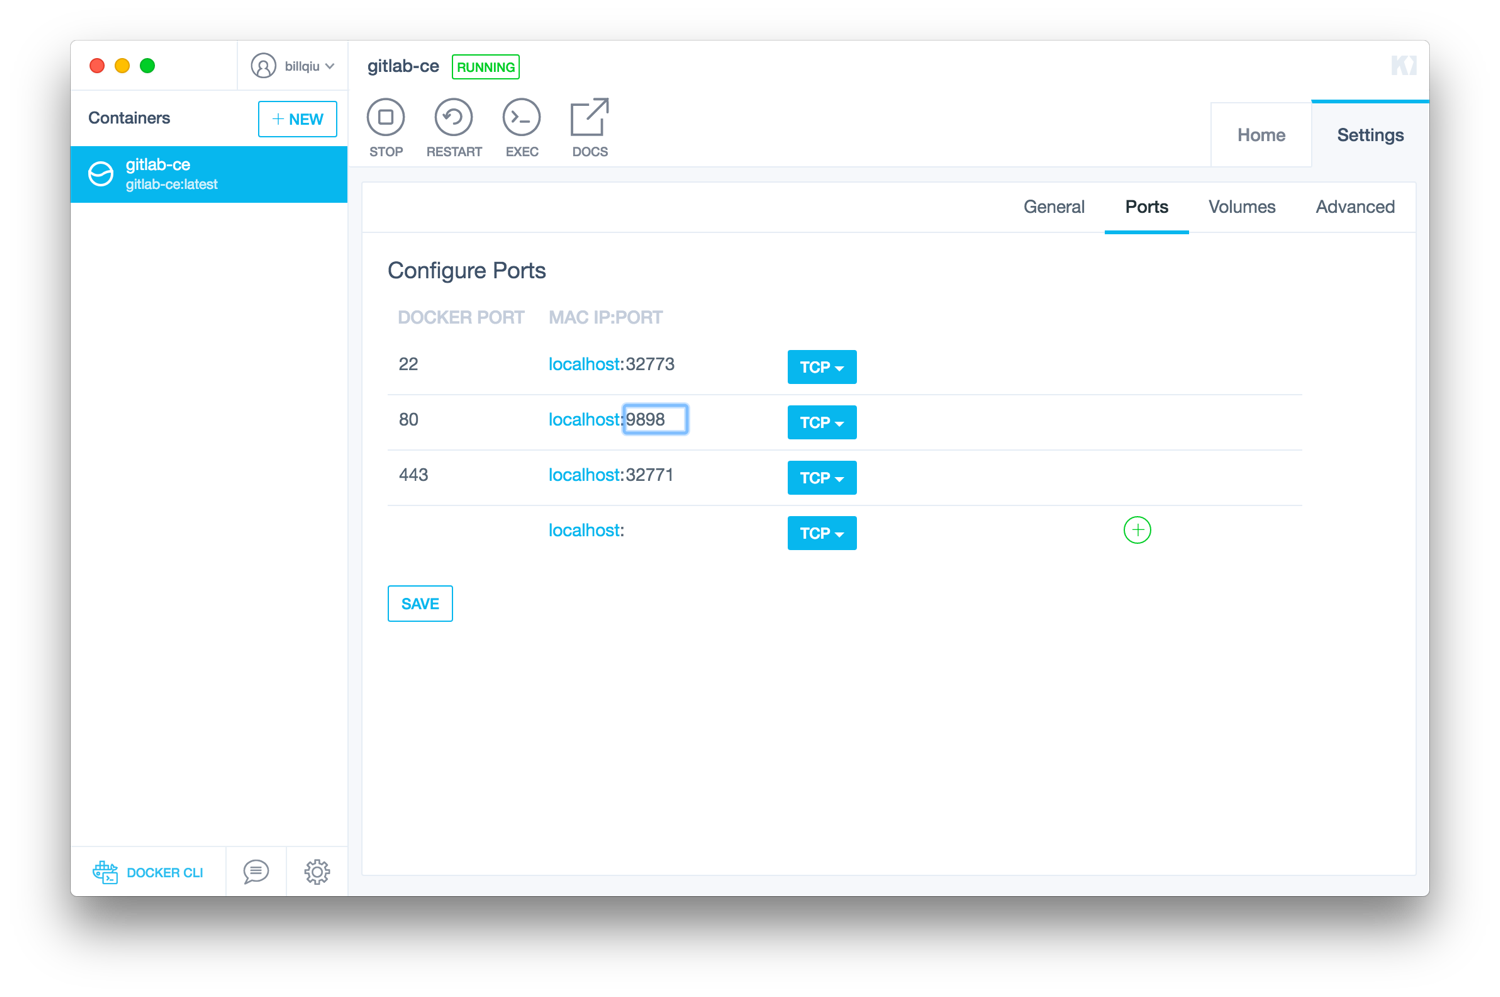 billqiu
gitlab-ce RUNNING
Containers
+ NEW
gitlab-ce
gitlab-ce:latest
STOP RESTART EXEC DOCS
Home Settings
General Ports Volumes Advanced
Configure Ports
DOCKER PORT MAC IP:PORT
22 localhost:32773 TCP
80 localhost:9898 TCP
443 localhost:32771 TCP
localhost: TCP
SAVE
DOCKER CLI